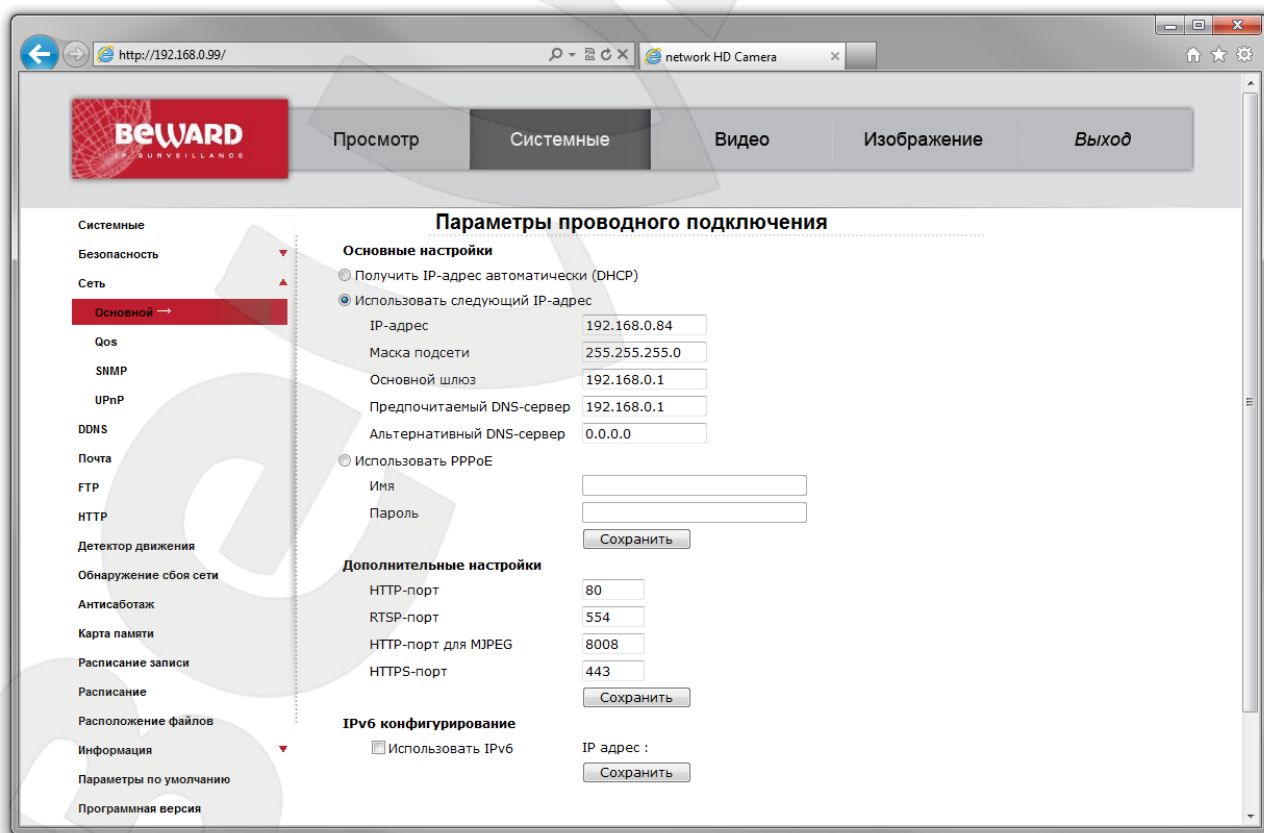 http://192.168.0.99/
network HD Camera
BEWARD
IP SURVEILLANCE
Просмотр
Системные
Видео
Изображение
Выход
Системные
Безопасность
Сеть
Основной →
Qos
SNMP
UPnP
DDNS
Почта
FTP
HTTP
Детектор движения
Обнаружение сбоя сети
Антисаботаж
Карта памяти
Расписание записи
Расписание
Расположение файлов
Информация
Параметры по умолчанию
Программная версия
Параметры проводного подключения
Основные настройки
Получить IP-адрес автоматически (DHCP)
Использовать следующий IP-адрес
IP-адрес 192.168.0.84
Маска подсети 255.255.255.0
Основной шлюз 192.168.0.1
Предпочитаемый DNS-сервер 192.168.0.1
Альтернативный DNS-сервер 0.0.0.0
Использовать PPPoE
Имя
Пароль
Сохранить
Дополнительные настройки
HTTP-порт 80
RTSP-порт 554
HTTP-порт для MJPEG 8008
HTTPS-порт 443
Сохранить
IPv6 конфигурирование
Использовать IPv6 IP адрес :
Сохранить